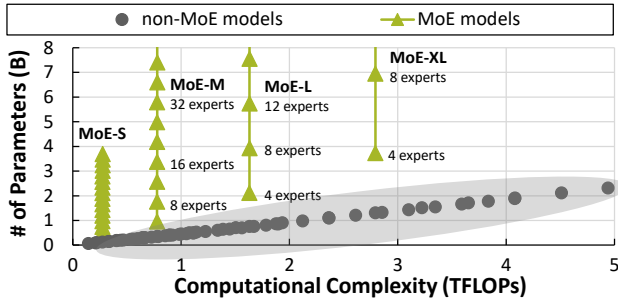 non-MoE models MoE models
# of Parameters (B)
8
7
6
5
4
3
2
1
0
MoE-S
MoE-M
32 experts
16 experts
8 experts
MoE-L
12 experts
8 experts
4 experts
MoE-XL
8 experts
4 experts
0 1 2 3 4 5
Computational Complexity (TFLOPs)